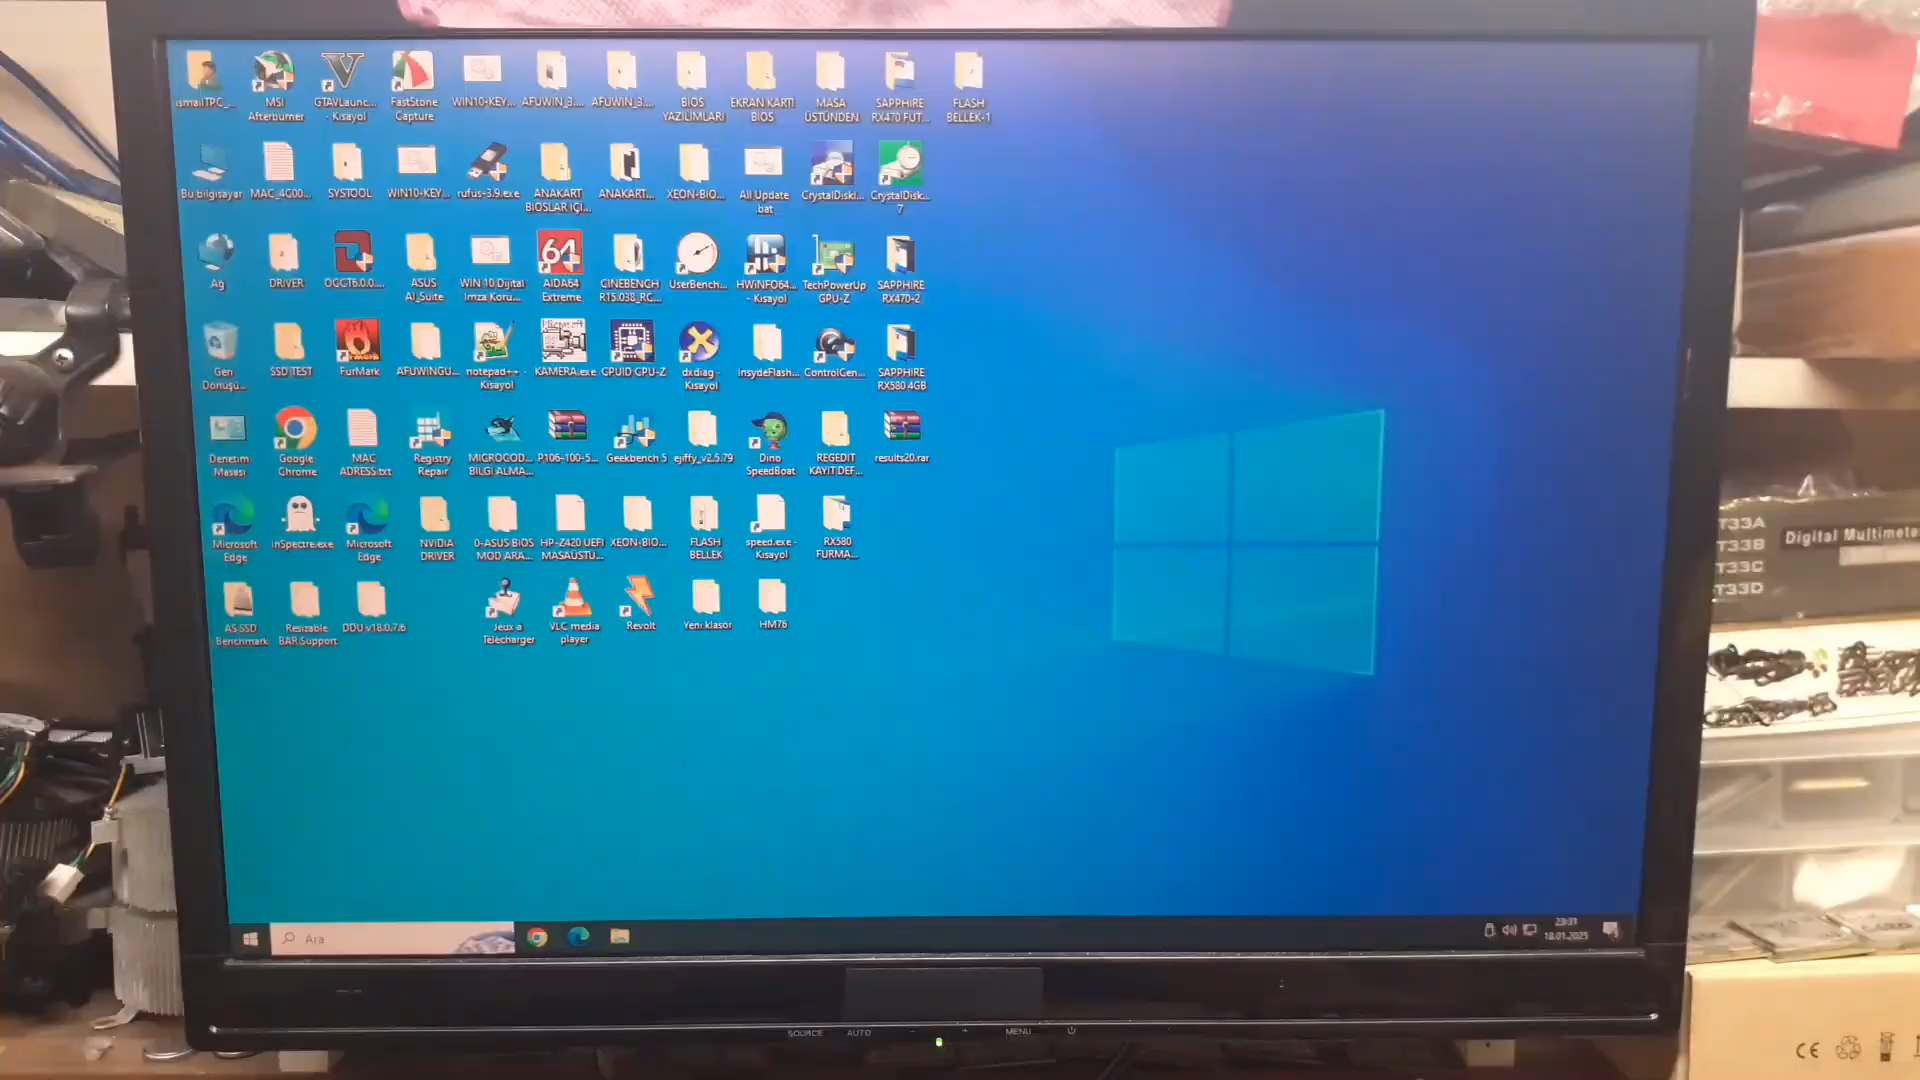 MSI
Afterburner
GTAVLaunc...
- Kısayol
FastStone
Capture
WIN10-KEY...
AFUWIN_3....
AFUWIN_3....
BIOS
YAZILIMLARI
EKRAN KARTI
BIOS
MASA
ÜSTÜNDEN
SAPPHIRE
RX470 FUT...
FLASH
BELLEK-1
Bu bilgisayar
MAC_4C00...
SYSTOOL
WIN10-KEY...
rufus-3.9.exe
ANAKART
BIOSLAR İÇİ...
ANAKART...
XEON-BIO...
All Update
.bat
CrystalDiskI...
CrystalDisk...
7
Ağ
DRIVER
OCCT6.0.0....
ASUS
AI_Suite
WIN 10 Dijital
İmza Koru...
64
AIDA64
Extreme
CINEBENCH
R15.038_RC...
UserBench...
HWiNFO64...
- Kısayol
TechPowerUp
GPU-Z
SAPPHIRE
RX470-2
Geri
Dönüşü...
SSD TEST
FurMark
AFUWINGU...
notepad++ -
Kısayol
KAMERA.exe
CPUID CPU-Z
dxdiag -
Kısayol
InsydeFlash...
ControlCen...
SAPPHIRE
RX580 4GB
Denetim
Masası
Google
Chrome
MAC
ADRESS.txt
Registry
Repair
MICROCOD...
BİLGİ ALMA...
P106-100-5...
Geekbench 5
ejiffy_v2.5.79
Dino
SpeedBoat
REGEDIT
KAYIT DEF...
results20.rar
Microsoft
Edge
inSpectre.exe
Microsoft
Edge
NVIDIA
DRIVER
0-ASUS BIOS
MOD ARA...
HP-Z420 UEFI
MASAÜSTÜ...
XEON-BIO...
FLASH
BELLEK
speed.exe -
Kısayol
RX580
FURMA...
AS SSD
Benchmark
Resizable
BAR Support
DDU v18.0.7.6
Jeux à
Télécharger
VLC media
player
Revolt
Yeni klasör
HM76
Ara
23:31
18.01.2025
SOURCE AUTO - + MENU
T33A
T33B
T33C
T33D
Digital Multimete
CE